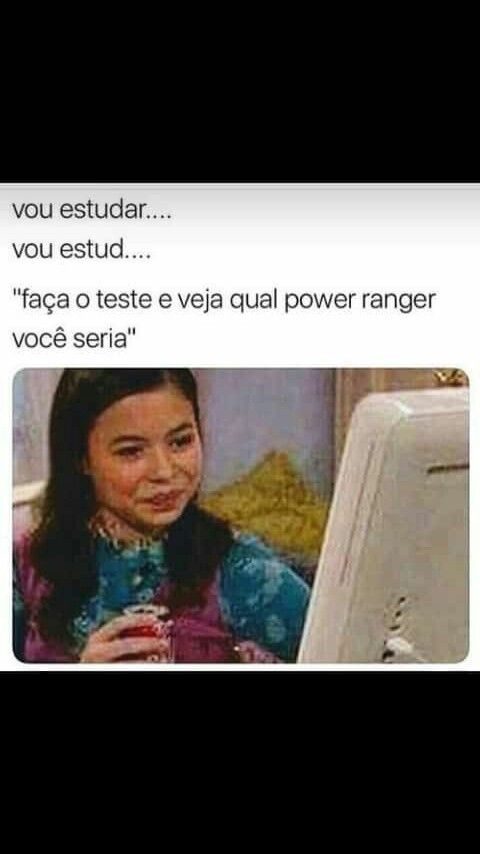 vou estudar....
vou estud....
"faça o teste e veja qual power ranger
você seria"